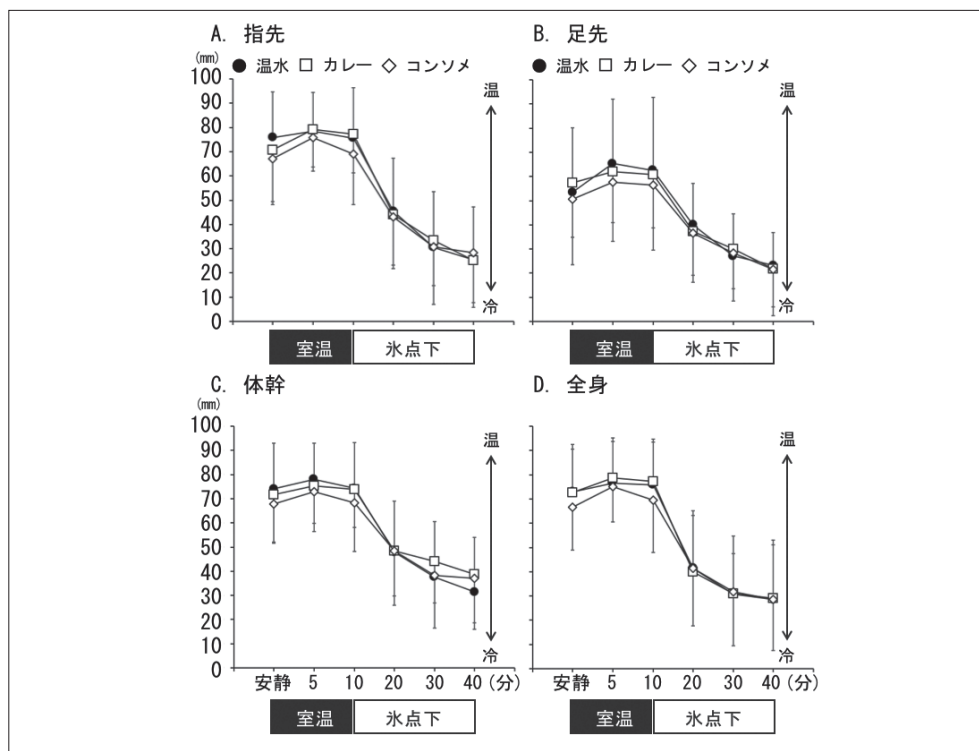 A. 指先
B. 足先
(mm)
●温水 □カレー ◇コンソメ
●温水 □カレー ◇コンソメ
100
90
80
70
60
50
40
30
20
10
0
温
冷
温
冷
室温 氷点下
室温 氷点下
C. 体幹
D. 全身
(mm)
100
90
80
70
60
50
40
30
20
10
0
温
冷
温
冷
安静 5 10 20 30 40 (分)
安静 5 10 20 30 40 (分)
室温 氷点下
室温 氷点下